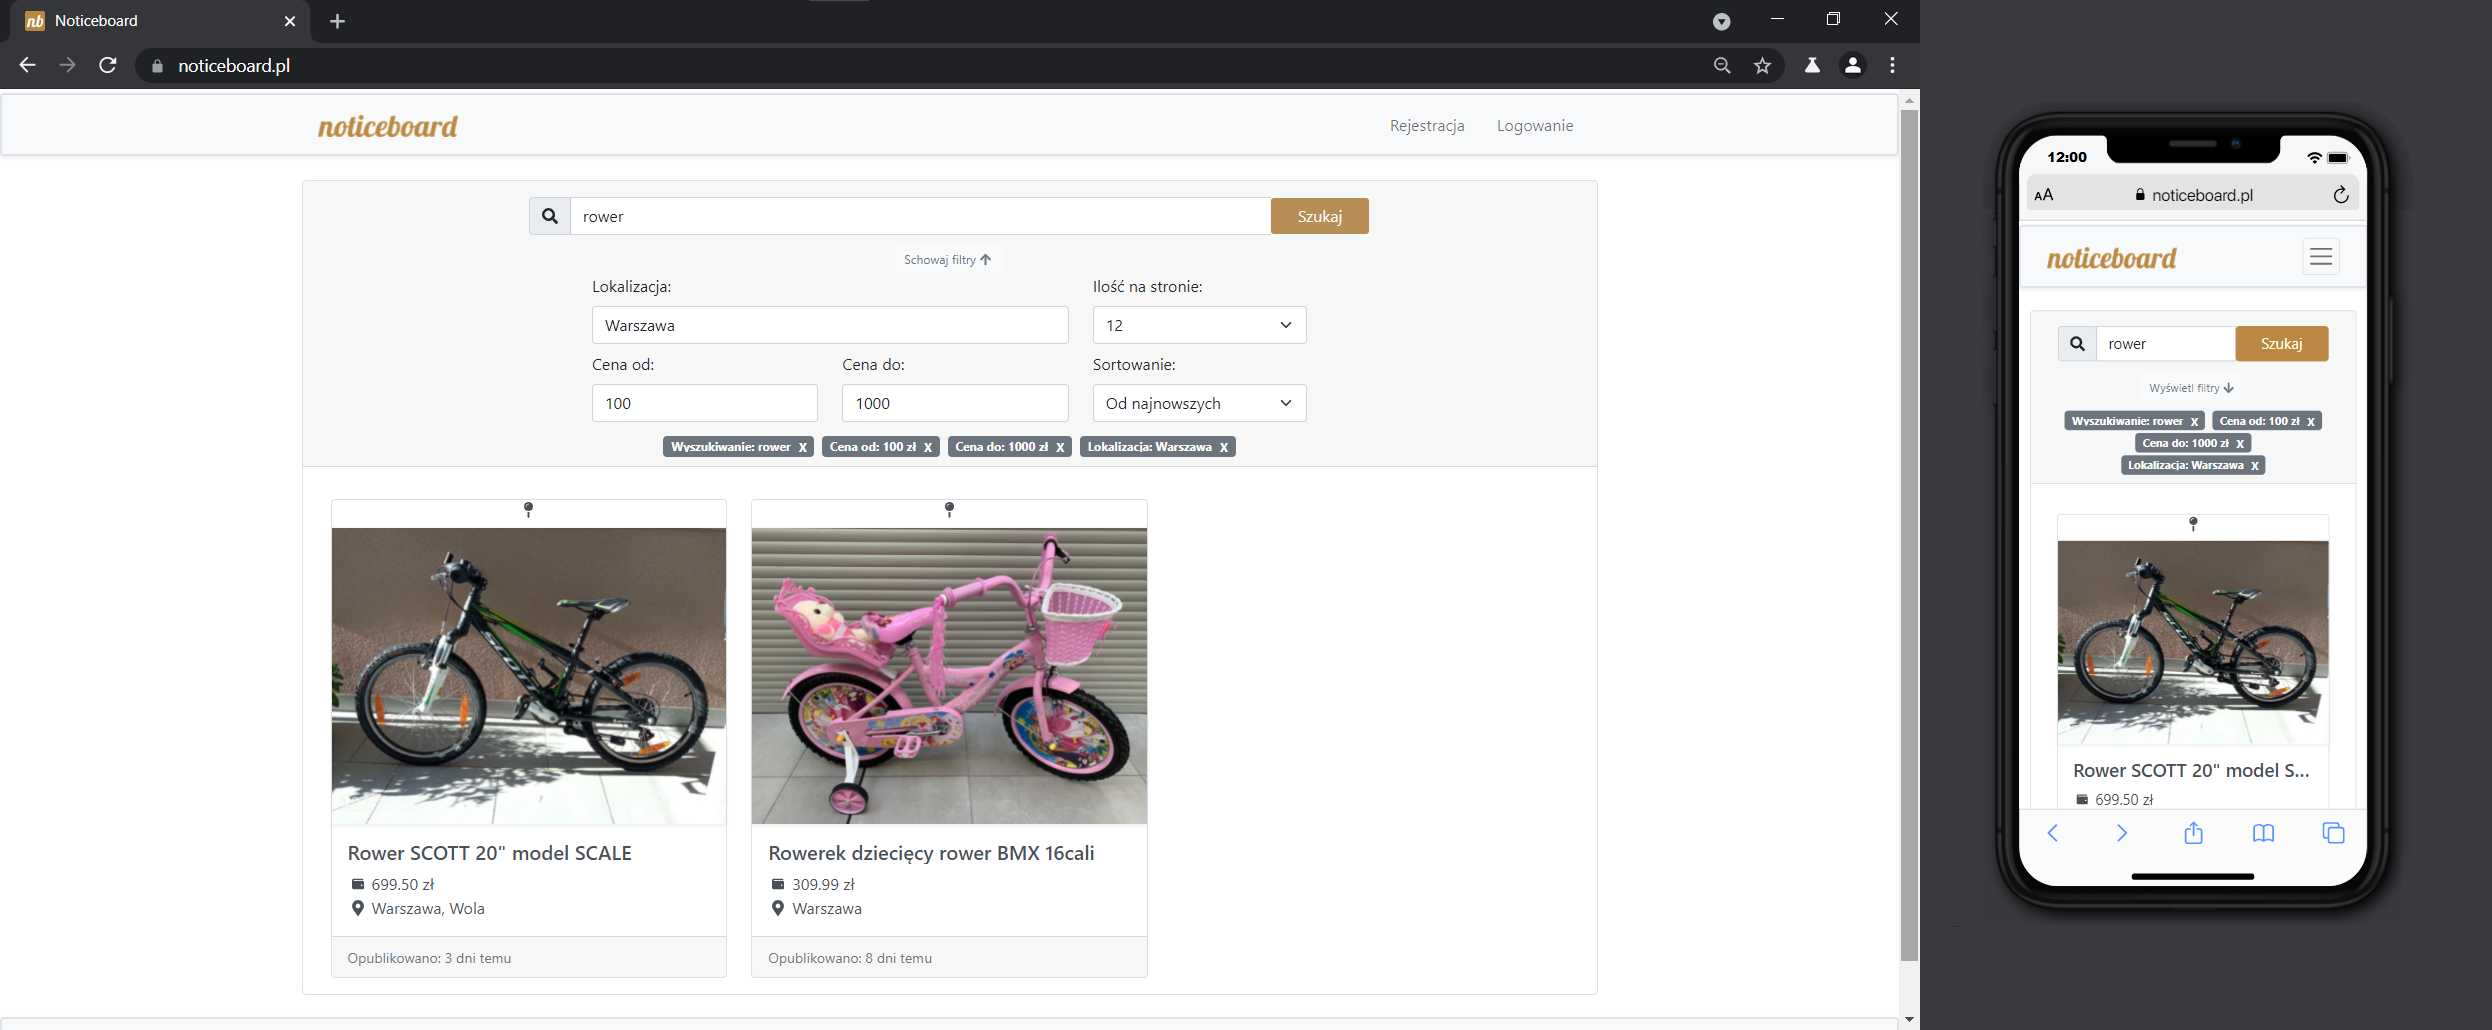 nb Noticeboard
noticeboard.pl
noticeboard
Rejestracja Logowanie
rower Szukaj
Schowaj filtry
Lokalizacja: Ilość na stronie:
Warszawa 12
Cena od: Cena do: Sortowanie:
100 1000 Od najnowszych
Wyszukiwanie: rower X Cena od: 100 zł X Cena do: 1000 zł X Lokalizacja: Warszawa X
SCOTT
Rower SCOTT 20" model SCALE
699.50 zł
Warszawa, Wola
Opublikowano: 3 dni temu
Rowerek dziecięcy rower BMX 16cali
309.99 zł
Warszawa
Opublikowano: 8 dni temu
12:00
AA noticeboard.pl
noticeboard
rower Szukaj
Wyświetl filtry
Wyszukiwanie: rower X Cena od: 100 zł X
Cena do: 1000 zł X
Lokalizacja: Warszawa X
SCOTT
Rower SCOTT 20" model S...
699.50 zł